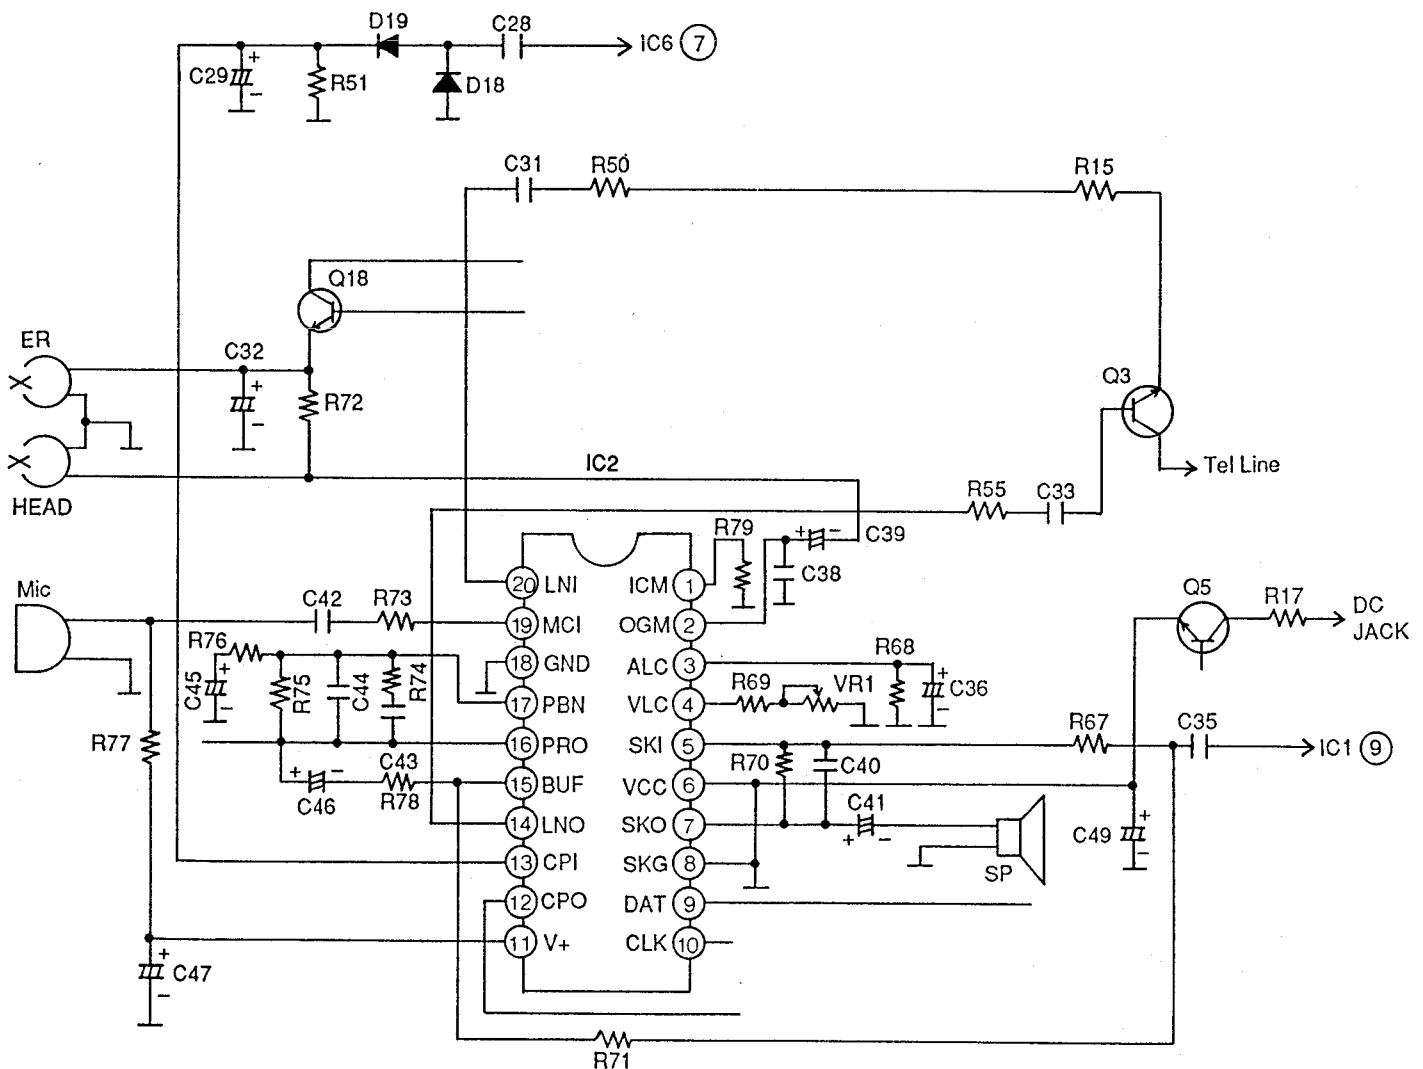 D19
C28
IC6 7
C29 + -
R51
D18
C31
R50
R15
Q18
ER
C32
+
-
R72
Q3
Tel Line
HEAD
IC2
R55
C33
R79
+ -
C39
C38
Mic
C42
R73
20 LNI
ICM 1
19 MCI
OGM 2
Q5
R17
DC
JACK
R76
18 GND
ALC 3
R68
C45
+
-
R75
C44
R74
17 PBN
VLC 4
R69
VR1
+
C36
-
R77
16 PRO
SKI 5
R67
C35
IC1 9
+ -
C46
C43
R78
15 BUF
VCC 6
R70
C40
14 LNO
SKO 7
C41
+ -
C49
+
-
13 CPI
SKG 8
SP
12 CPO
DAT 9
11 V+
CLK 10
+
C47
-
R71